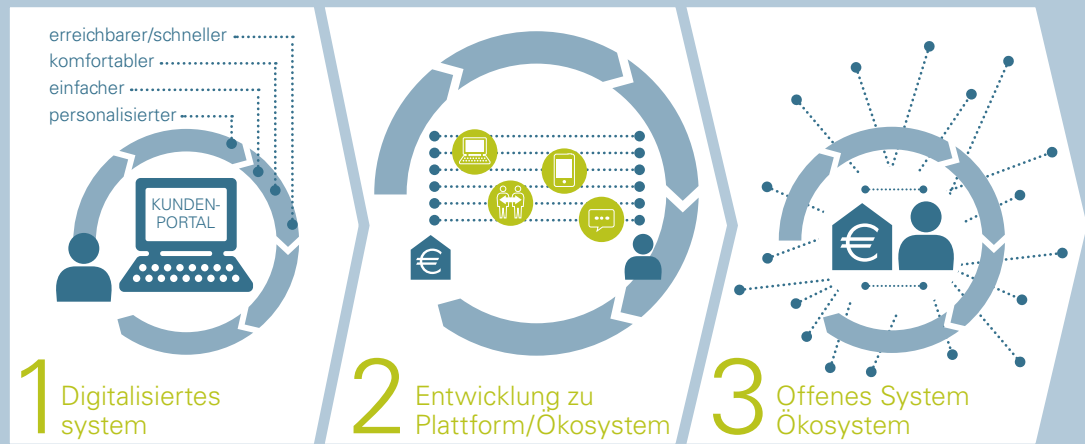 erreichbarer/schneller
komfortabler
einfacher
personalisierter
KUNDEN-
PORTAL
€
€
1 Digitalisiertes
system
2 Entwicklung zu
Plattform/Ökosystem
3 Offenes System
Ökosystem